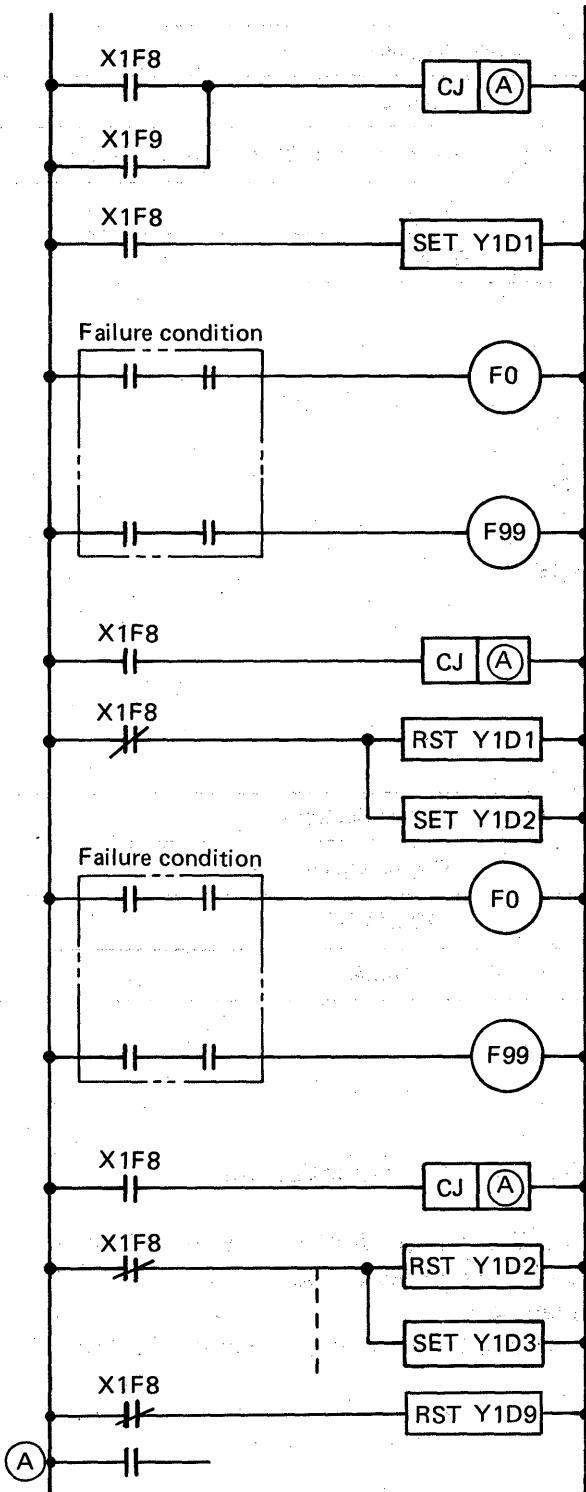 X1F8
CJ A
X1F9
X1F8
SET Y1D1
Failure condition
F0
F99
X1F8
CJ A
X1F8
RST Y1D1
SET Y1D2
Failure condition
F0
F99
X1F8
CJ A
X1F8
RST Y1D2
SET Y1D3
X1F8
RST Y1D9
A